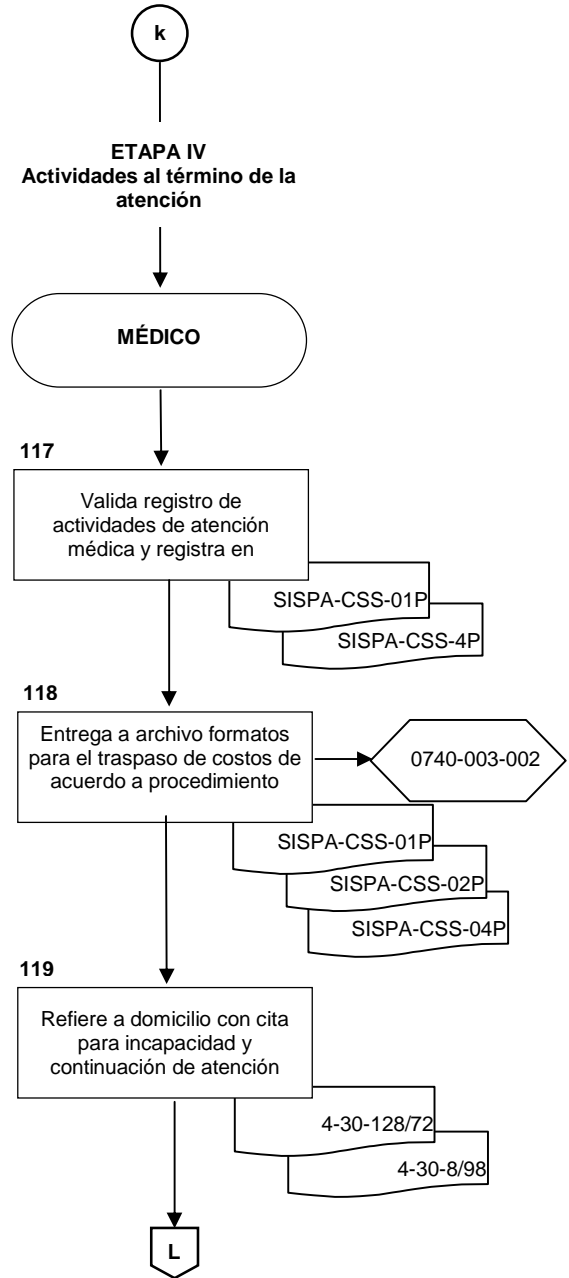 k
ETAPA IV
Actividades al término de la
atención
MÉDICO
117
Valida registro de
actividades de atención
médica y registra en
SISPA-CSS-01P
SISPA-CSS-4P
118
Entrega a archivo formatos
para el traspaso de costos de
acuerdo a procedimiento
0740-003-002
SISPA-CSS-01P
SISPA-CSS-02P
SISPA-CSS-04P
119
Refiere a domicilio con cita
para incapacidad y
continuación de atención
4-30-128/72
4-30-8/98
L